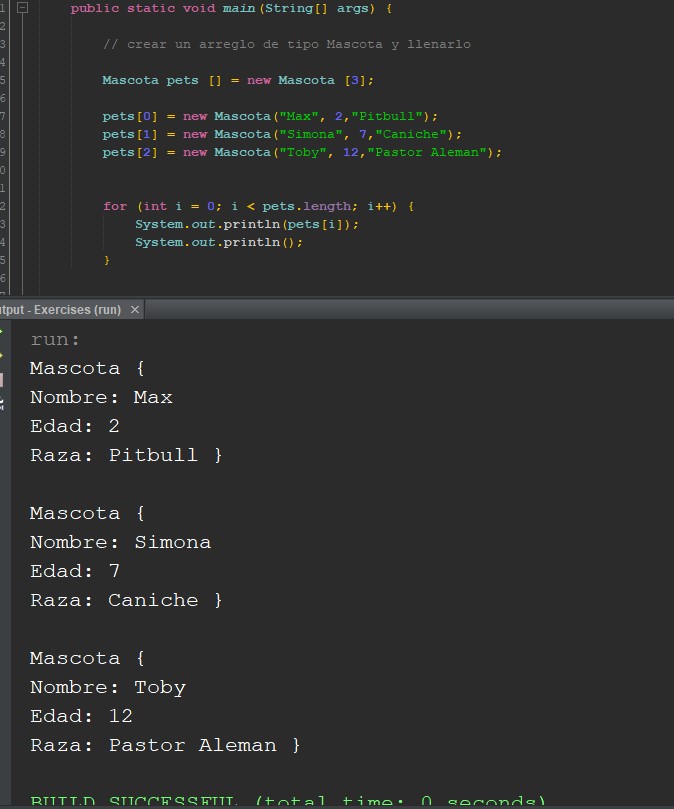 1 public static void main (String[] args) {
2
3 // crear un arreglo de tipo Mascota y llenarlo
4
5 Mascota pets [] = new Mascota [3];
6
7 pets[0] = new Mascota("Max", 2,"Pitbull");
8 pets[1] = new Mascota("Simona", 7,"Caniche");
9 pets[2] = new Mascota("Toby", 12,"Pastor Aleman");
0
1
2 for (int i = 0; i < pets.length; i++) {
3 System.out.println(pets[i]);
4 System.out.println();
5 }
6
tput - Exercises (run) ×
run:
Mascota {
Nombre: Max
Edad: 2
Raza: Pitbull }
Mascota {
Nombre: Simona
Edad: 7
Raza: Caniche }
Mascota {
Nombre: Toby
Edad: 12
Raza: Pastor Aleman }
BUILD SUCCESSFUL (total time: 0 seconds)